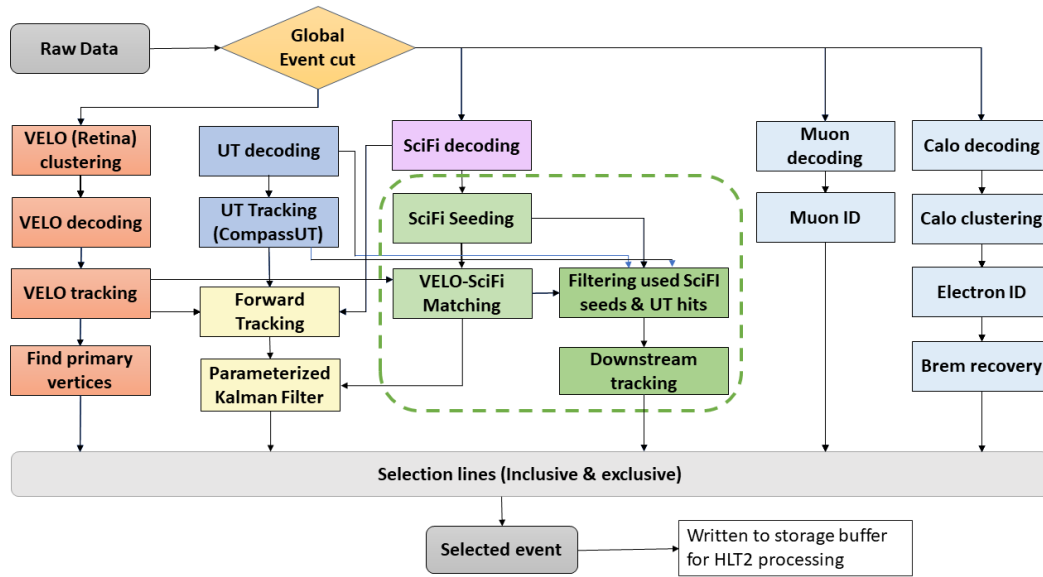 Raw Data
Global
Event cut
VELO (Retina)
clustering
VELO decoding
VELO tracking
Find primary
vertices
UT decoding
UT Tracking
(CompassUT)
Forward
Tracking
Parameterized
Kalman Filter
SciFi decoding
SciFi Seeding
VELO-SciFi
Matching
Filtering used SciFI
seeds & UT hits
Downstream
tracking
Muon
decoding
Muon ID
Calo decoding
Calo clustering
Electron ID
Brem recovery
Selection lines (Inclusive & exclusive)
Selected event
Written to storage buffer
for HLT2 processing